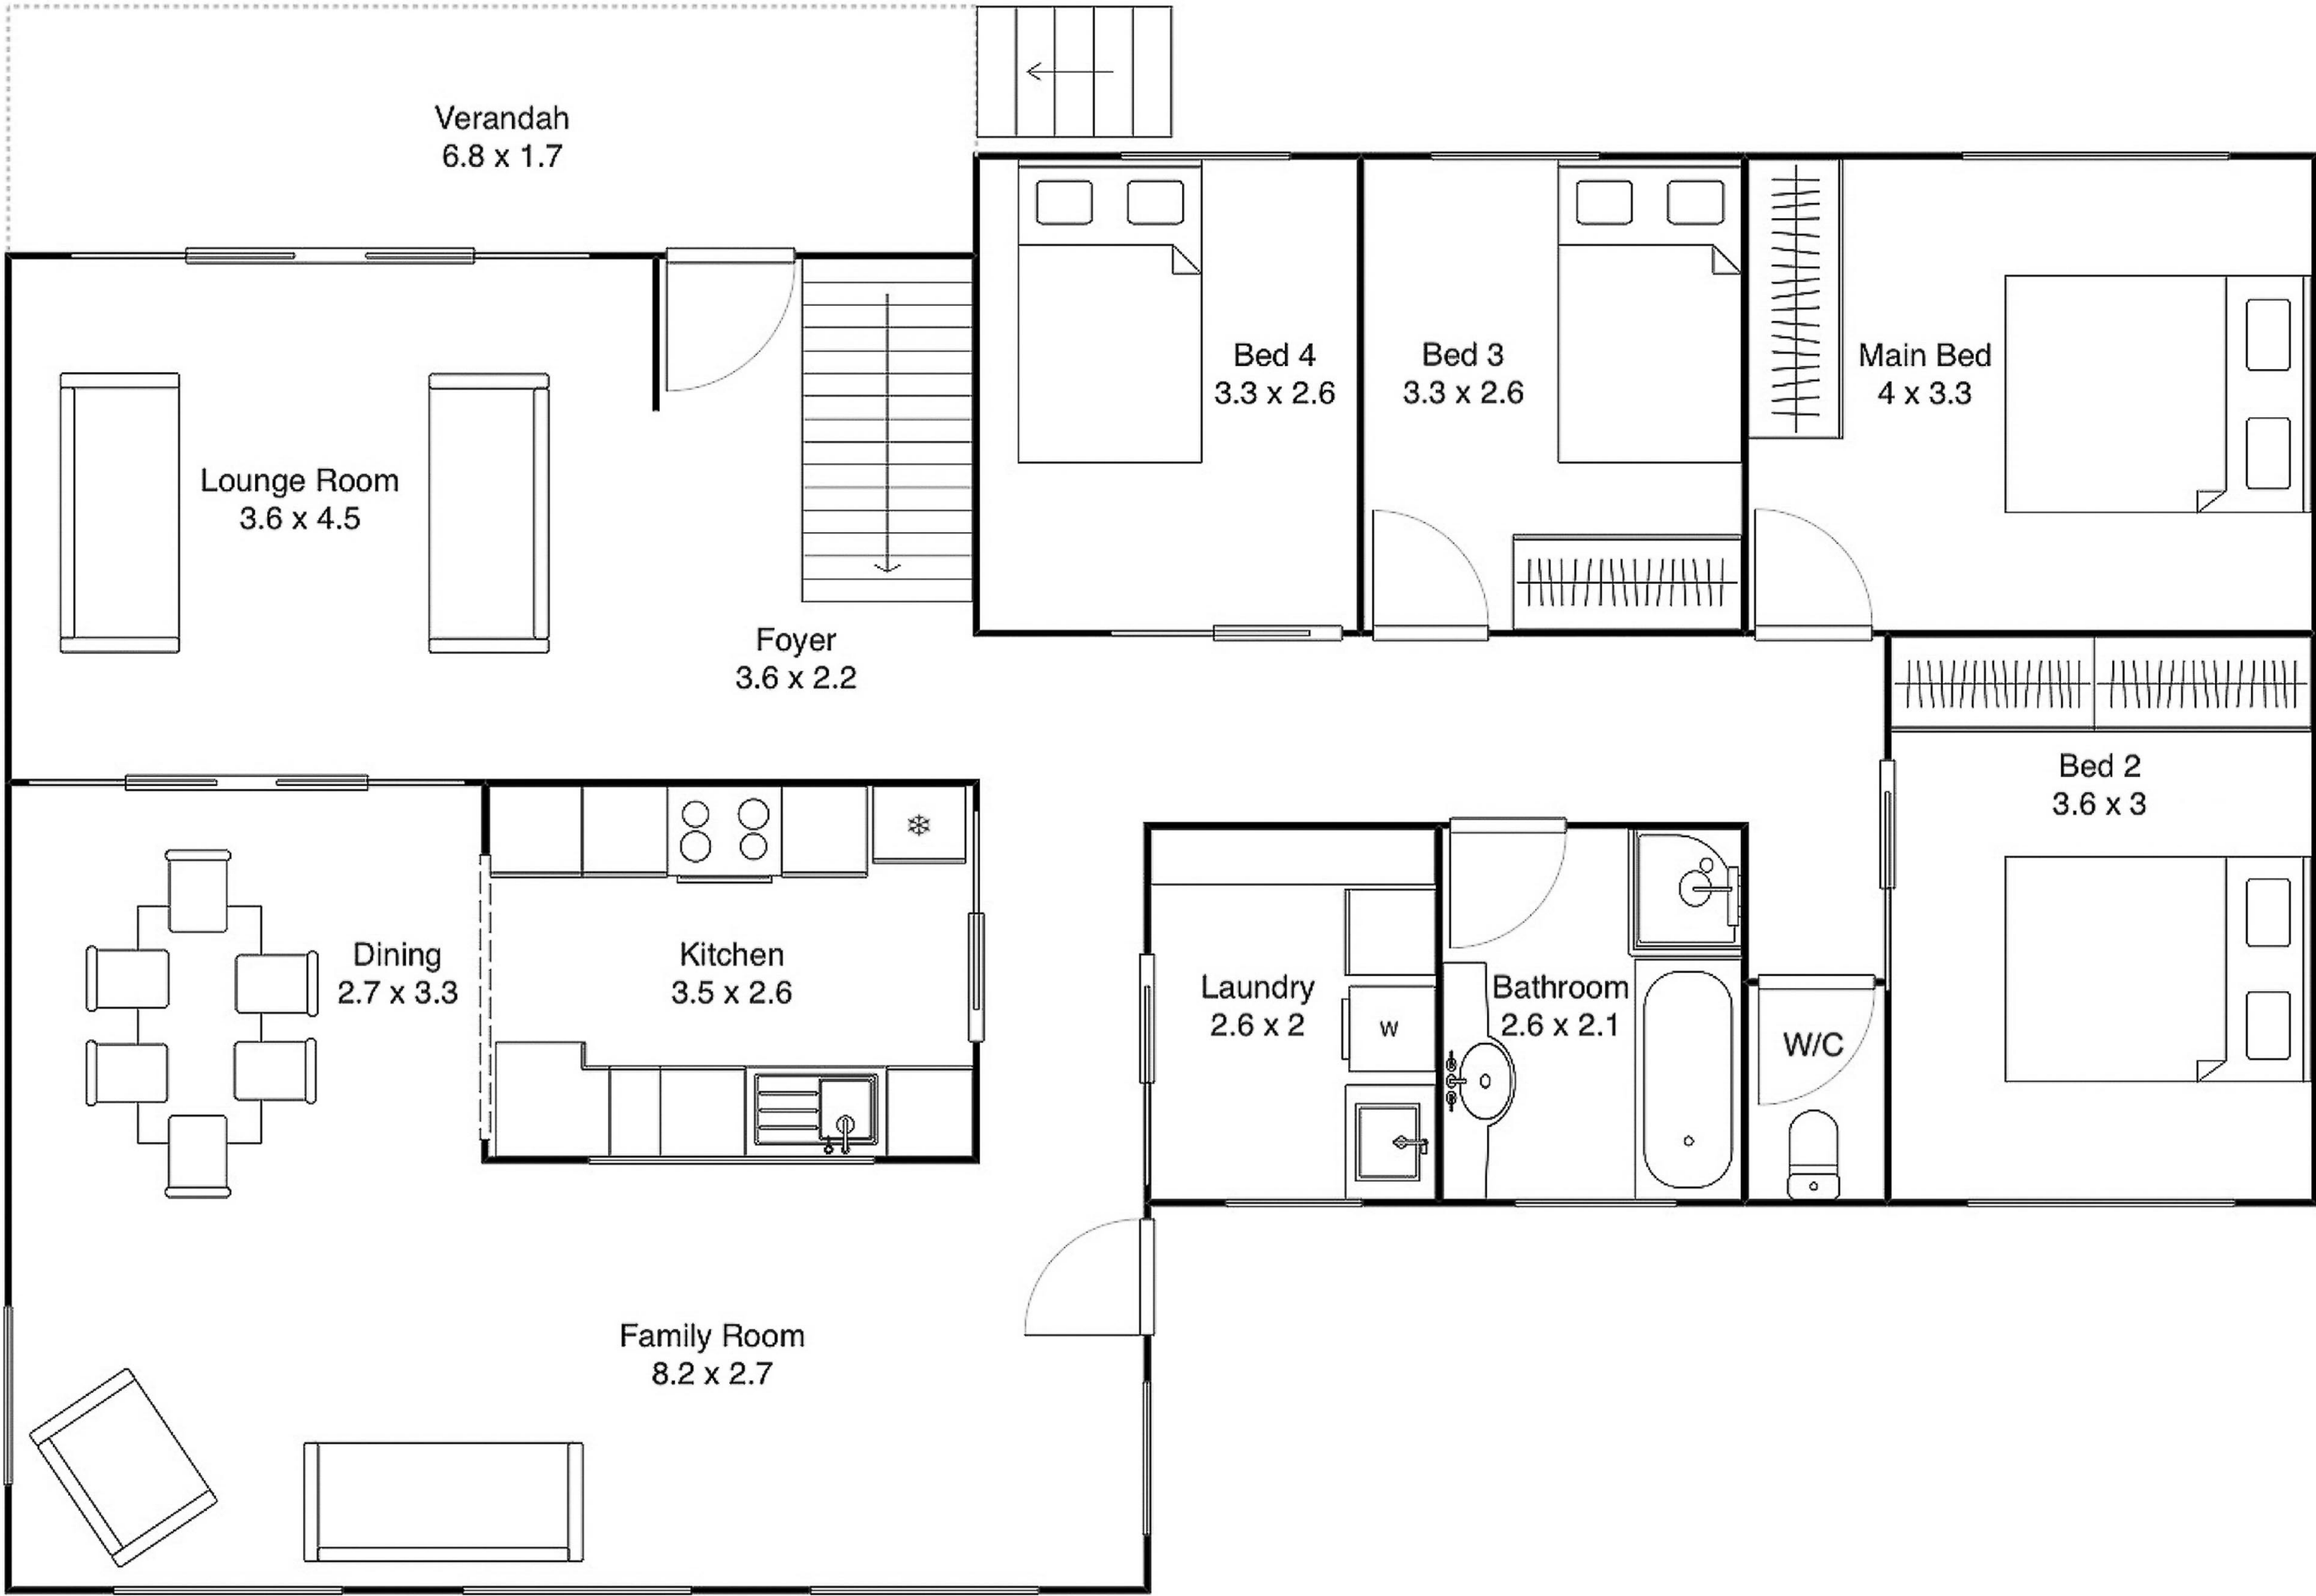 Verandah
6.8 x 1.7
Bed 4
3.3 x 2.6
Bed 3
3.3 x 2.6
Main Bed
4 x 3.3
Lounge Room
3.6 x 4.5
Foyer
3.6 x 2.2
Bed 2
3.6 x 3
Dining
2.7 x 3.3
Kitchen
3.5 x 2.6
Laundry
2.6 x 2
W
Bathroom
2.6 x 2.1
W/C
Family Room
8.2 x 2.7